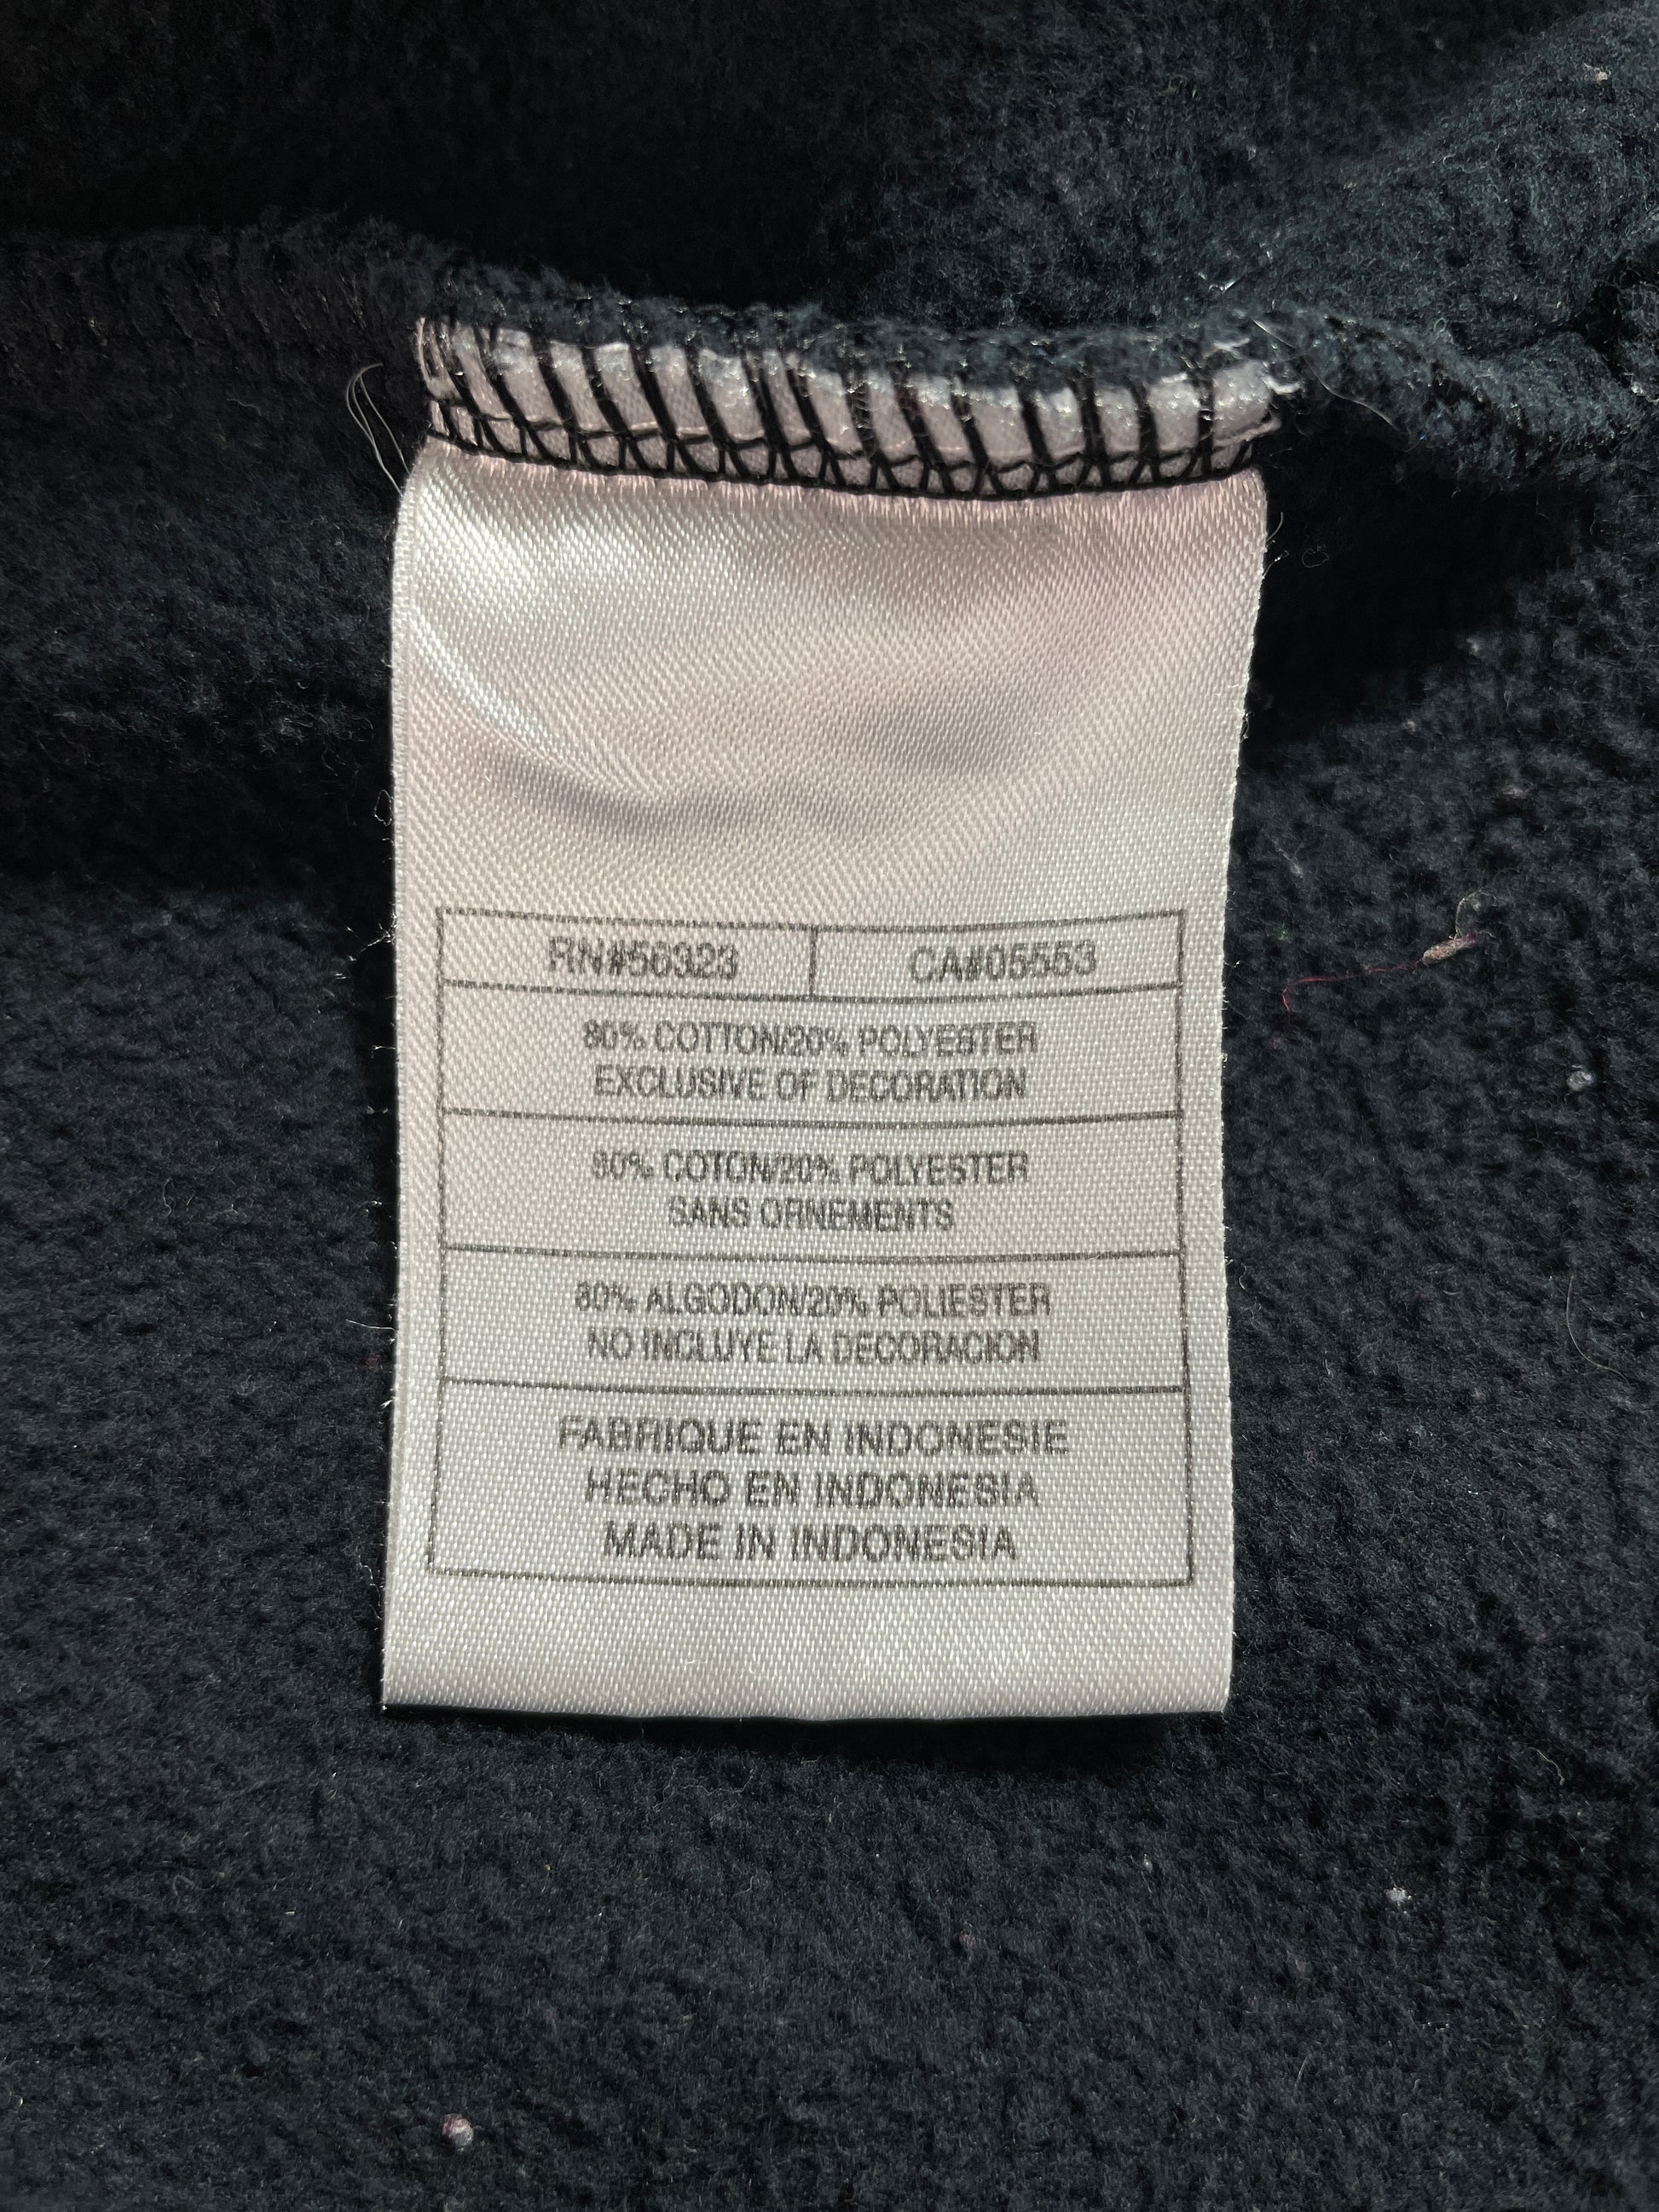 RN#56323 CA#05553
80% COTTON/20% POLYESTER
EXCLUSIVE OF DECORATION
80% COTON/20% POLYESTER
SANS ORNEMENTS
80% ALGODON/20% POLIESTER
NO INCLUYE LA DECORACION
FABRIQUE EN INDONESIE
HECHO EN INDONESIA
MADE IN INDONESIA